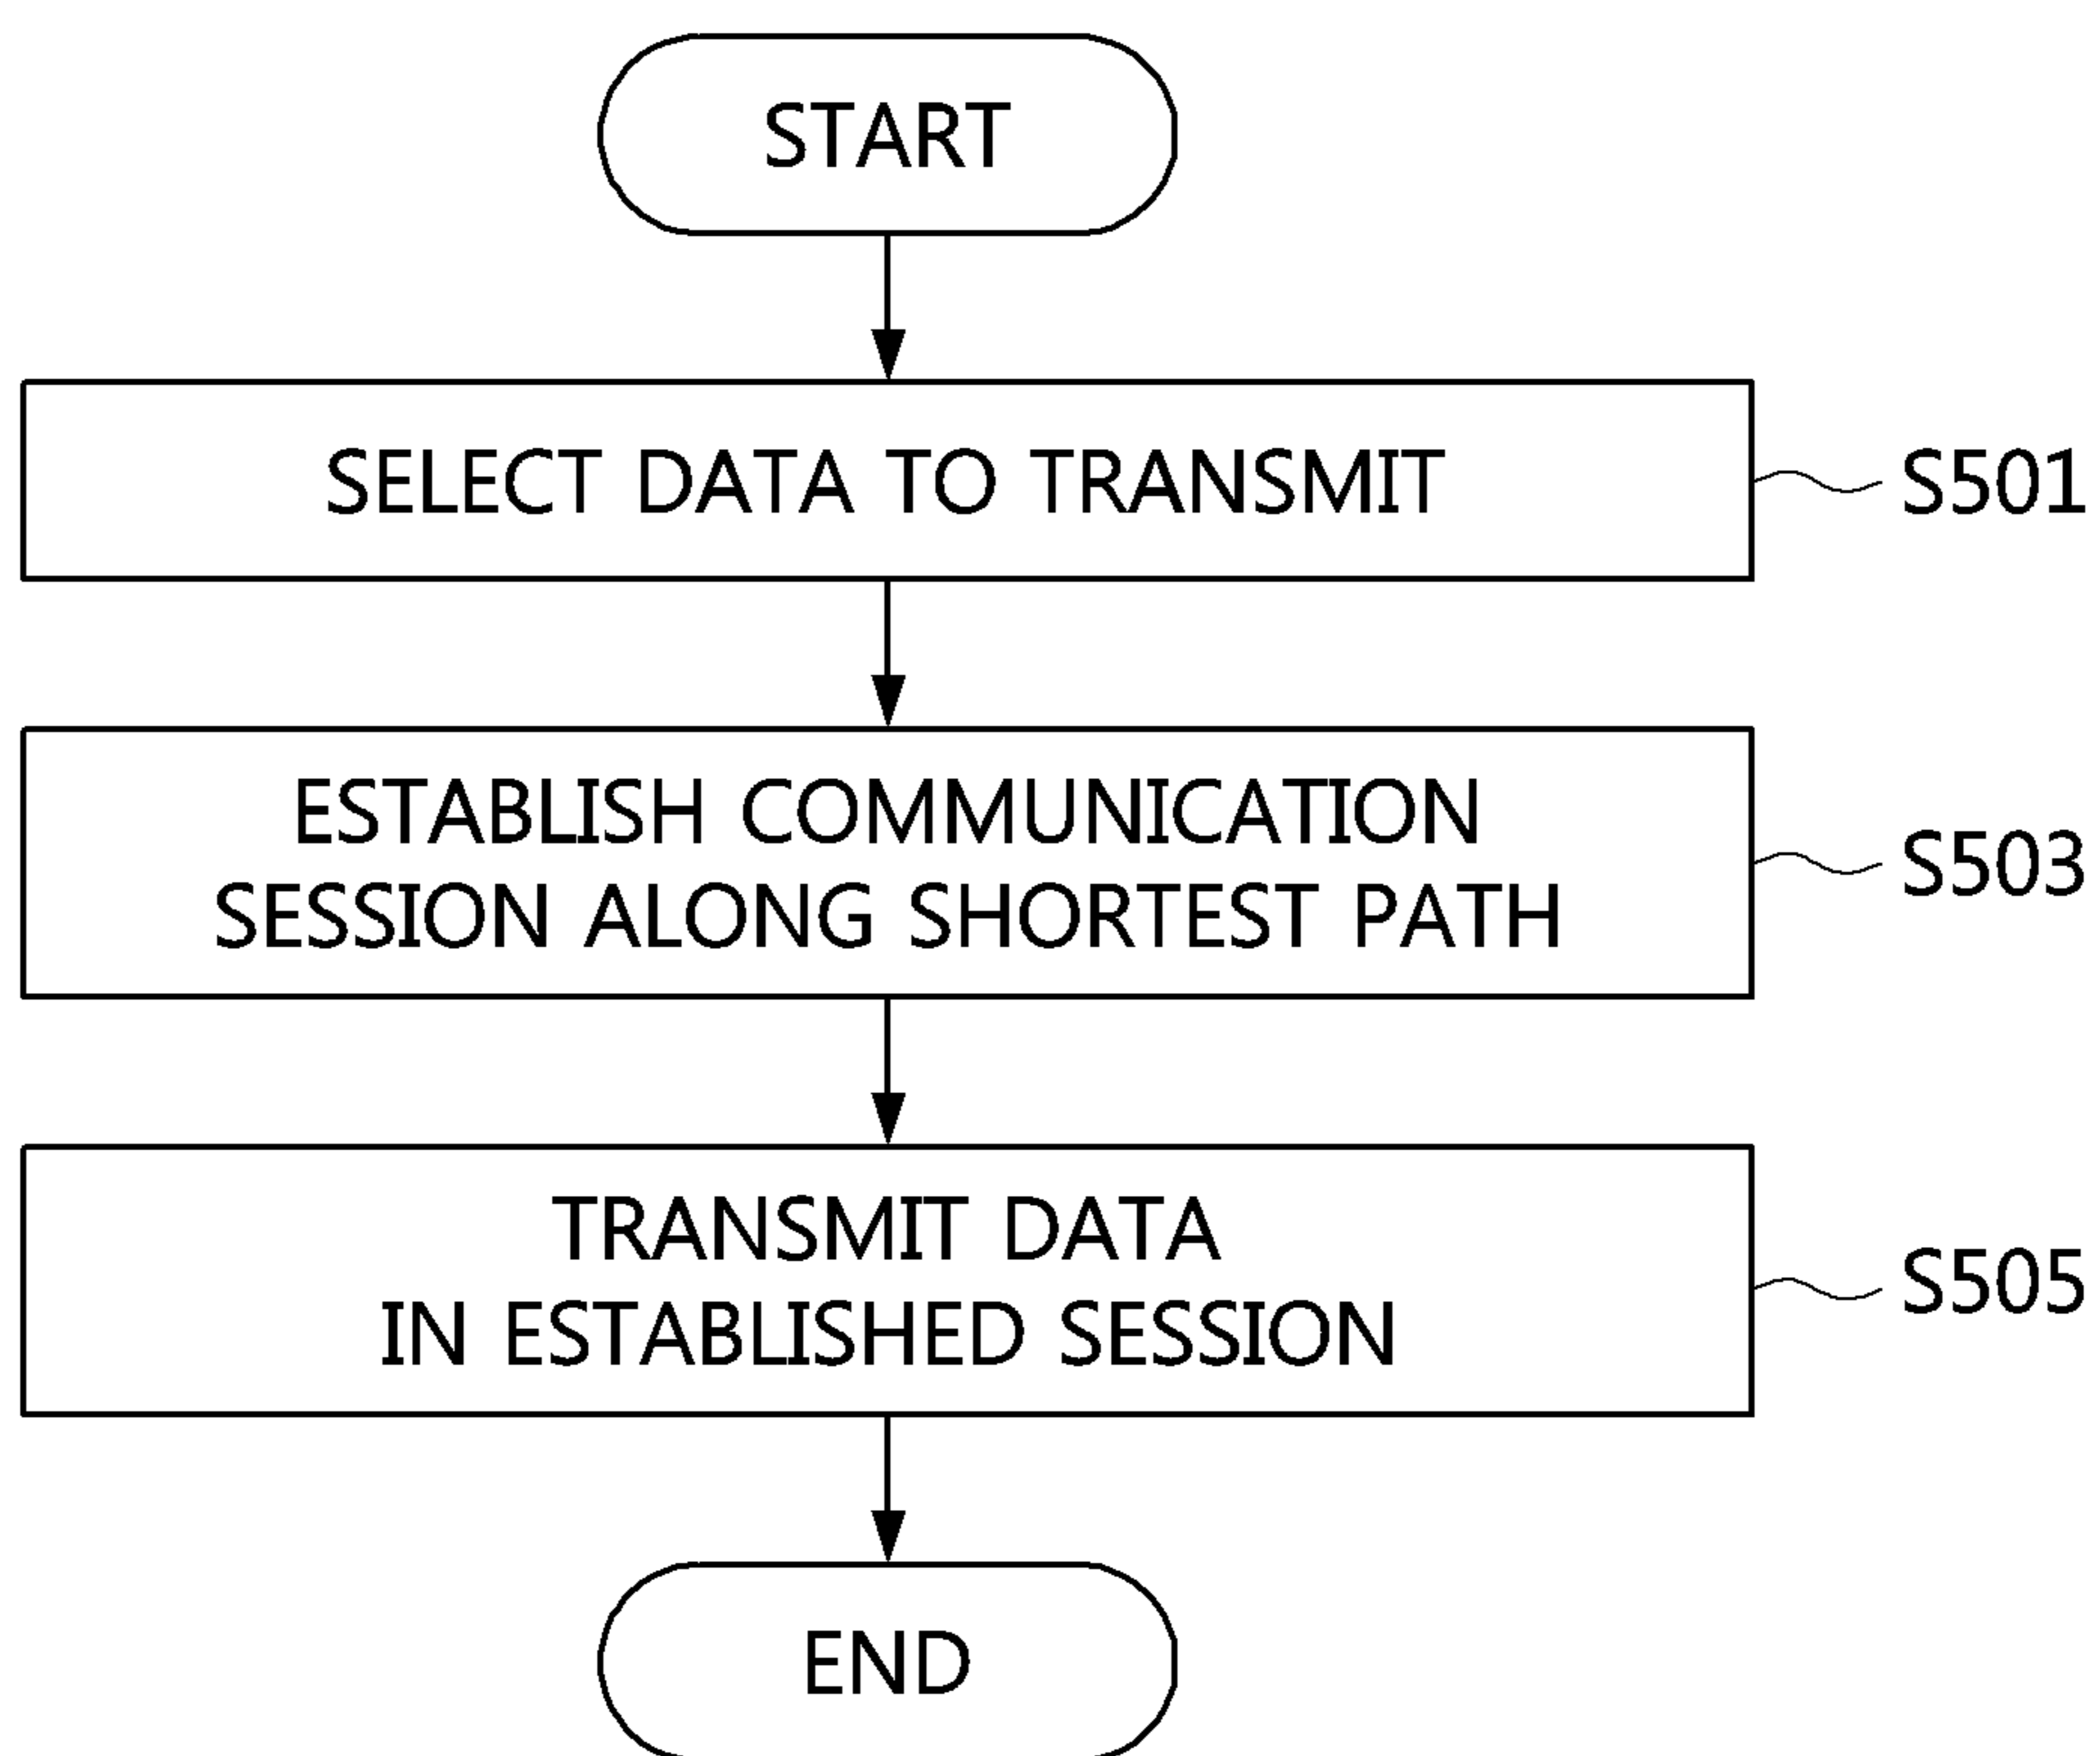 START
SELECT DATA TO TRANSMIT
S501
ESTABLISH COMMUNICATION
SESSION ALONG SHORTEST PATH
S503
TRANSMIT DATA
IN ESTABLISHED SESSION
S505
END